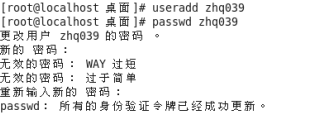 [root@localhost 桌面]# useradd zhq039
[root@localhost 桌面]# passwd zhq039
更改用户 zhq039 的密码 。
新的 密码：
无效的密码： WAY 过短
无效的密码： 过于简单
重新输入新的 密码：
passwd： 所有的身份验证令牌已经成功更新。